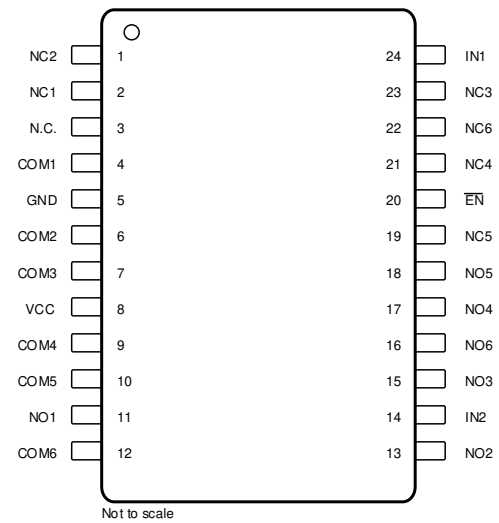 NC2 1 24 IN1
NC1 2 23 NC3
N.C. 3 22 NC6
COM1 4 21 NC4
GND 5 20 EN
COM2 6 19 NC5
COM3 7 18 NO5
VCC 8 17 NO4
COM4 9 16 NO6
COM5 10 15 NO3
NO1 11 14 IN2
COM6 12 13 NO2
Not to scale